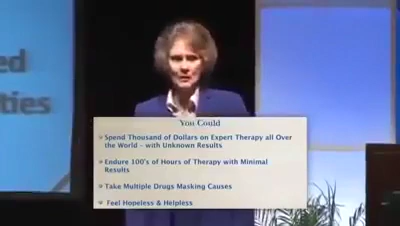 ed
ties
You Could
Spend Thousand of Dollars on Expert Therapy all Over
the World – with Unknown Results
Endure 100's of Hours of Therapy with Minimal
Results
Take Multiple Drugs Masking Causes
Feel Hopeless & Helpless